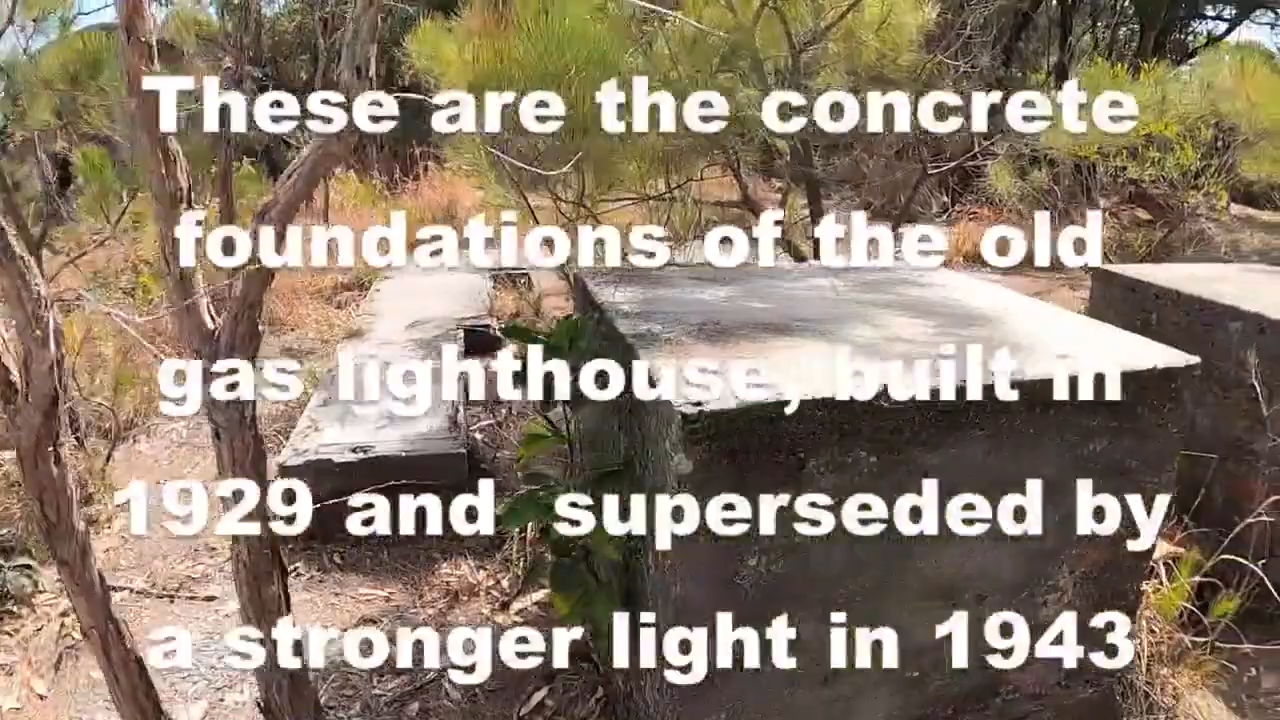 These are the concrete
foundations of the old
gas lighthouse, built in
1929 and  superseded by
a stronger light in 1943